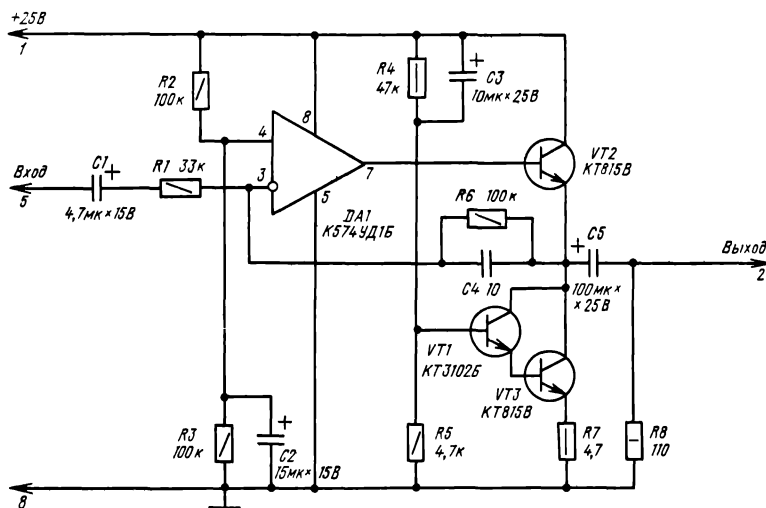 +25В
1
R2
100к
8
R4
47к
+
C3
10мк×25В
4
VT2
КТ815В
Вход
5
C1
+
4,7мк×15В
R1 33к
3
7
5
DA1
К574УД1Б
R6 100к
C4 10
+
C5
100мк×
×25В
Выход
2
VT1
КТ3102Б
VT3
КТ815В
R3
100к
+
C2
15мк×15В
R5
4,7к
R7
4,7
R8
110
8